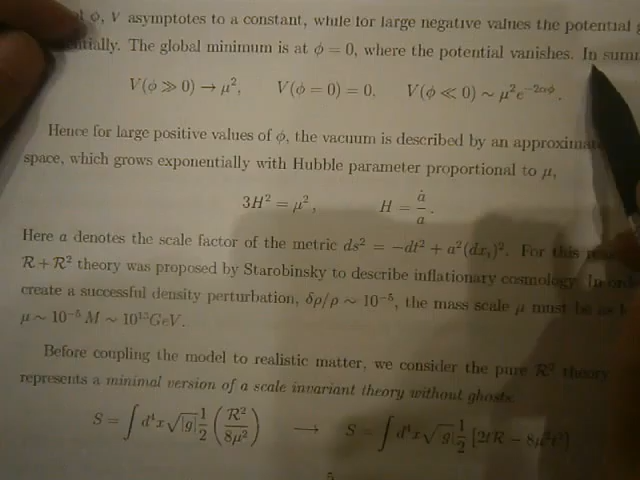 ϕ, V asymptotes to a constant, while for large negative values the potential
The global minimum is at ϕ = 0, where the potential vanishes. In
V(ϕ ≫ 0) → μ², V(ϕ = 0) = 0, V(ϕ ≪ 0) ~ μ²e^{-2αϕ}.
Hence for large positive values of ϕ, the vacuum is described by an
space, which grows exponentially with Hubble parameter proportional to μ,
3H² = μ², H = ȧ/a.
Here a denotes the scale factor of the metric ds² = −dt² + a²(dx_i)². For this
R + R² theory was proposed by Starobinsky to describe inflationary cosmology. In
create a successful density perturbation, δρ/ρ ~ 10⁻⁵, the mass scale μ must be as
μ ~ 10⁻⁵ M ~ 10¹³GeV.
Before coupling the model to realistic matter, we consider the pure R² theory
represents a minimal version of a scale invariant theory without ghosts:
S = ∫ d⁴x √|g| 1/2 (R²/8μ²) ⟶ S = ∫ d⁴x √|g| 1/2 [2tR − 8μ²t²]